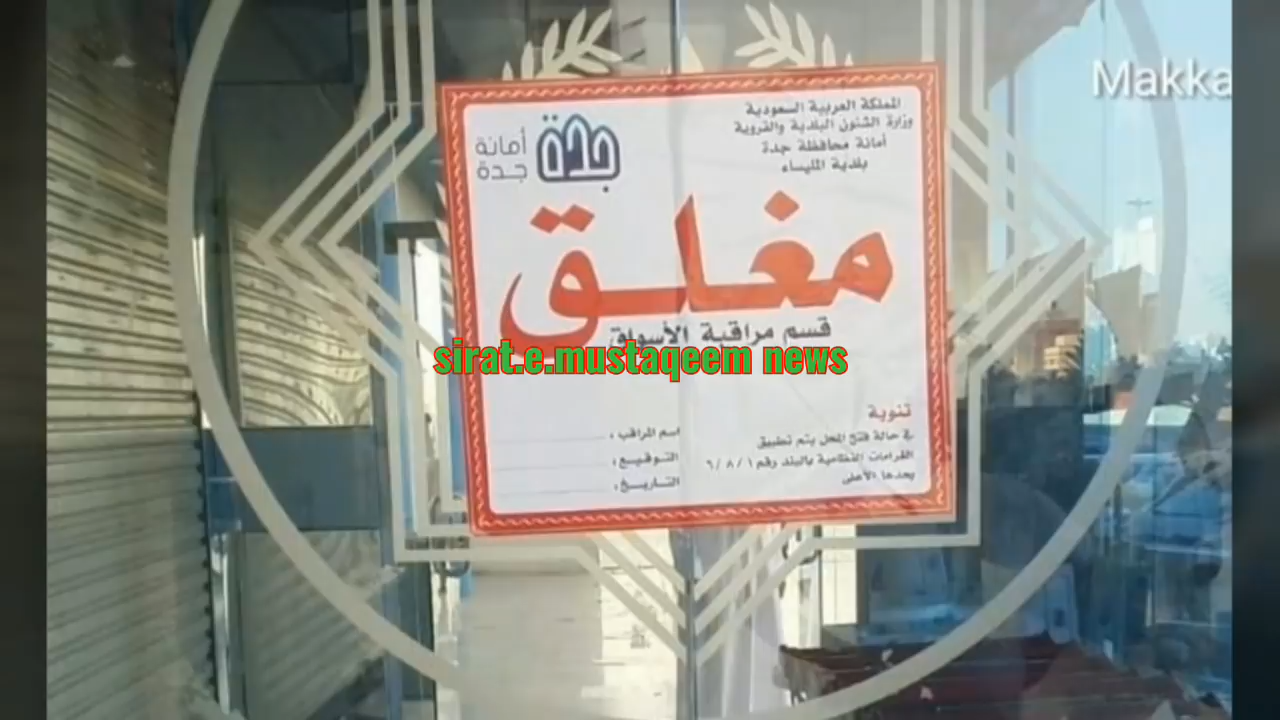 Makka
المملكة العربية السعودية
وزارة الشئون البلدية والقروية
أمانة محافظة جدة
بلدية المليساء
أمانة
جدة
جدة
مغلق
قسم مراقبة الأسواق
sirat.e.mustaqeem news
تنوية
في حالة فتح المحل يتم تطبيق
الغرامات النظامية بالبند رقم ٦/٨/١
بحدها الأعلى
اسم المراقب :
التوقيع :
التاريخ :